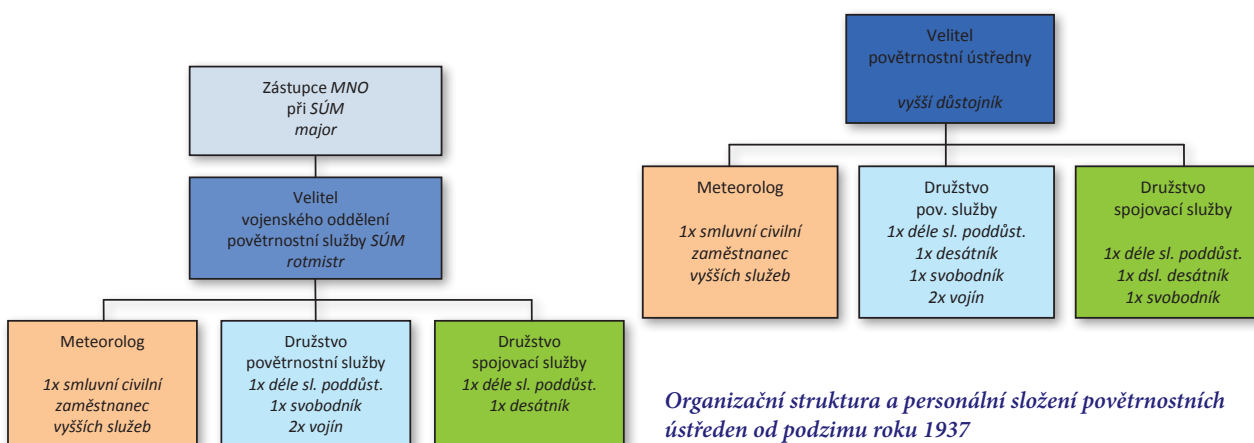 Zástupce MNO
při SÚM
major
Velitel
vojenského oddělení
povětrnostní služby SÚM
rotmistr
Meteorolog
1x smluvní civilní
zaměstnanec
vyšších služeb
Družstvo
povětrnostní služby
1x déle sl. poddůst.
1x svobodník
2x vojín
Družstvo
spojovací služby
1x déle sl. poddůst.
1x desátník
Velitel
povětrnostní ústředny
vyšší důstojník
Meteorolog
1x smluvní civilní
zaměstnanec
vyšších služeb
Družstvo
pov. služby
1x déle sl. poddůst.
1x desátník
1x svobodník
2x vojín
Družstvo
spojovací služby
1x déle sl. poddůst.
1x dsl. desátník
1x svobodník
Organizační struktura a personální složení povětrnostních
ústředen od podzimu roku 1937